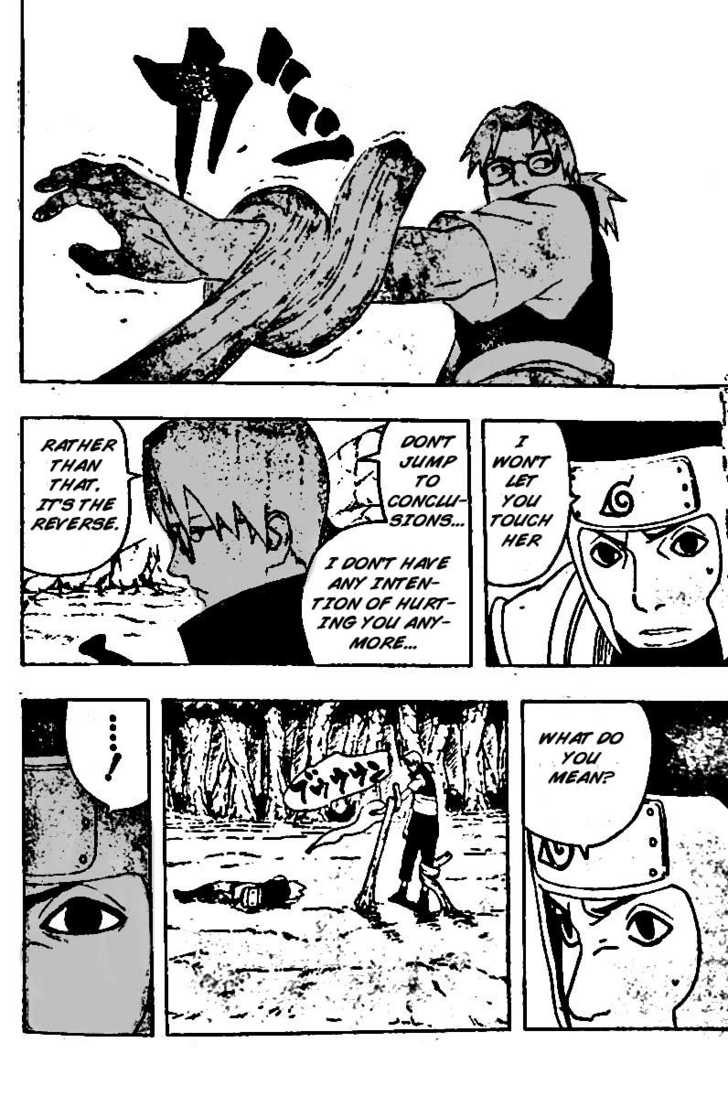 I
WON'T
LET
YOU
TOUCH
HER
DON'T
JUMP
TO
CONCLU-
SIONS...
I DON'T HAVE
ANY INTEN-
TION OF HURT-
ING YOU ANY-
MORE...
RATHER
THAN
THAT.
IT'S THE
REVERSE.
WHAT DO
YOU
MEAN?
......!